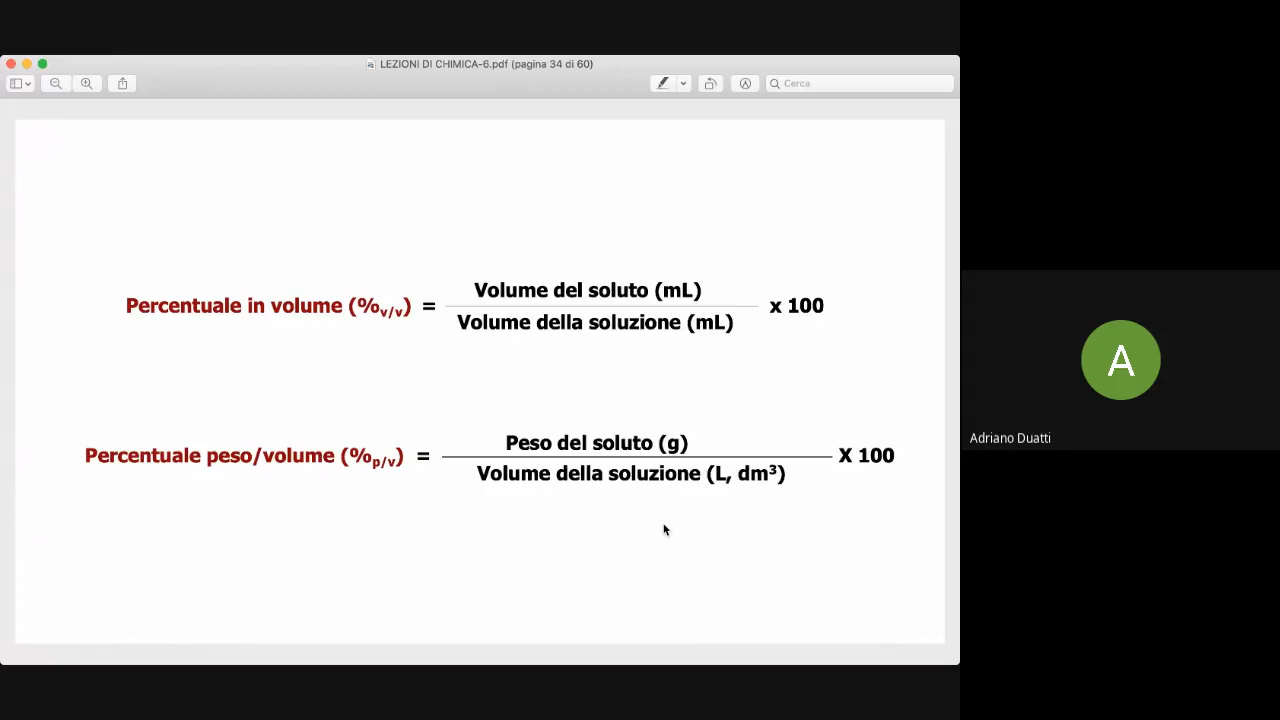 LEZIONI DI CHIMICA-6.pdf (pagina 34 di 60)
Cerca
Percentuale in volume (%v/v) = Volume del soluto (mL) x 100
Volume della soluzione (mL)
Percentuale peso/volume (%p/v) = Peso del soluto (g) X 100
Volume della soluzione (L, dm³)
A
Adriano Duatti